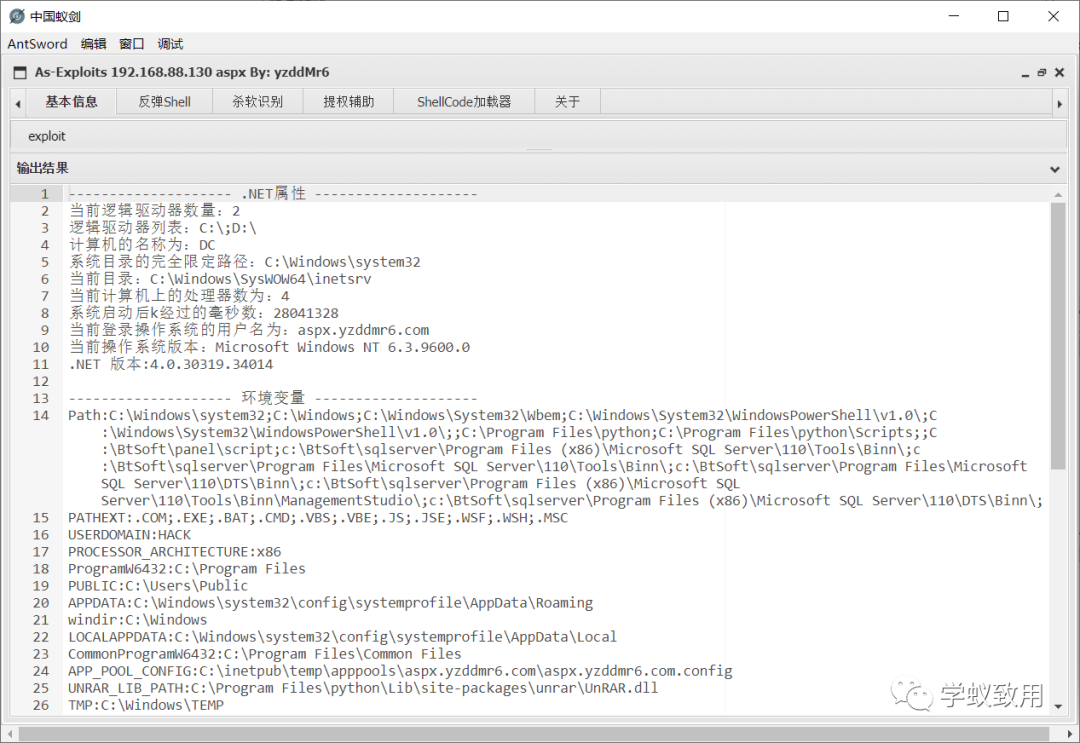 中国蚁剑
AntSword 编辑 窗口 调试
As-Exploits 192.168.88.130 aspx By: yzddMr6
基本信息 反弹Shell 杀软识别 提权辅助 ShellCode加载器 关于
exploit
输出结果
1 ------------------- .NET属性 -------------------
2 当前逻辑驱动器数量: 2
3 逻辑驱动器列表: C:\;D:\
4 计算机的名称为: DC
5 系统目录的完全限定路径: C:\Windows\system32
6 当前目录: C:\Windows\SysWOW64\inetsrv
7 当前计算机上的处理器数为: 4
8 系统启动后k经过的毫秒数: 28041328
9 当前登录操作系统的用户名为: aspx.yzddmr6.com
10 当前操作系统版本: Microsoft Windows NT 6.3.9600.0
11 .NET 版本:4.0.30319.34014
12
13 ------------------- 环境变量 -------------------
14 Path:C:\Windows\system32;C:\Windows;C:\Windows\System32\Wbem;C:\Windows\System32\WindowsPowerShell\v1.0\;C
:\Windows\System32\WindowsPowerShell\v1.0\;;C:\Program Files\python;C:\Program Files\python\Scripts;;C
:\BtSoft\panel\script;c:\BtSoft\sqlserver\Program Files (x86)\Microsoft SQL Server\110\Tools\Binn\;c
:\BtSoft\sqlserver\Program Files\Microsoft SQL Server\110\Tools\Binn\;c:\BtSoft\sqlserver\Program Files\Microsoft
SQL Server\110\DTS\Binn\;c:\BtSoft\sqlserver\Program Files (x86)\Microsoft SQL
Server\110\Tools\Binn\ManagementStudio\;c:\BtSoft\sqlserver\Program Files (x86)\Microsoft SQL Server\110\DTS\Binn\;
15 PATHEXT:.COM;.EXE;.BAT;.CMD;.VBS;.VBE;.JS;.JSE;.WSF;.WSH;.MSC
16 USERDOMAIN:HACK
17 PROCESSOR_ARCHITECTURE:x86
18 ProgramW6432:C:\Program Files
19 PUBLIC:C:\Users\Public
20 APPDATA:C:\Windows\system32\config\systemprofile\AppData\Roaming
21 windir:C:\Windows
22 LOCALAPPDATA:C:\Windows\system32\config\systemprofile\AppData\Local
23 CommonProgramW6432:C:\Program Files\Common Files
24 APP_POOL_CONFIG:C:\inetpub\temp\apppools\aspx.yzddmr6.com\aspx.yzddmr6.com.config
25 UNRAR_LIB_PATH:C:\Program Files\python\Lib\site-packages\unrar\UnRAR.dll
26 TMP:C:\Windows\TEMP
学蚁致用